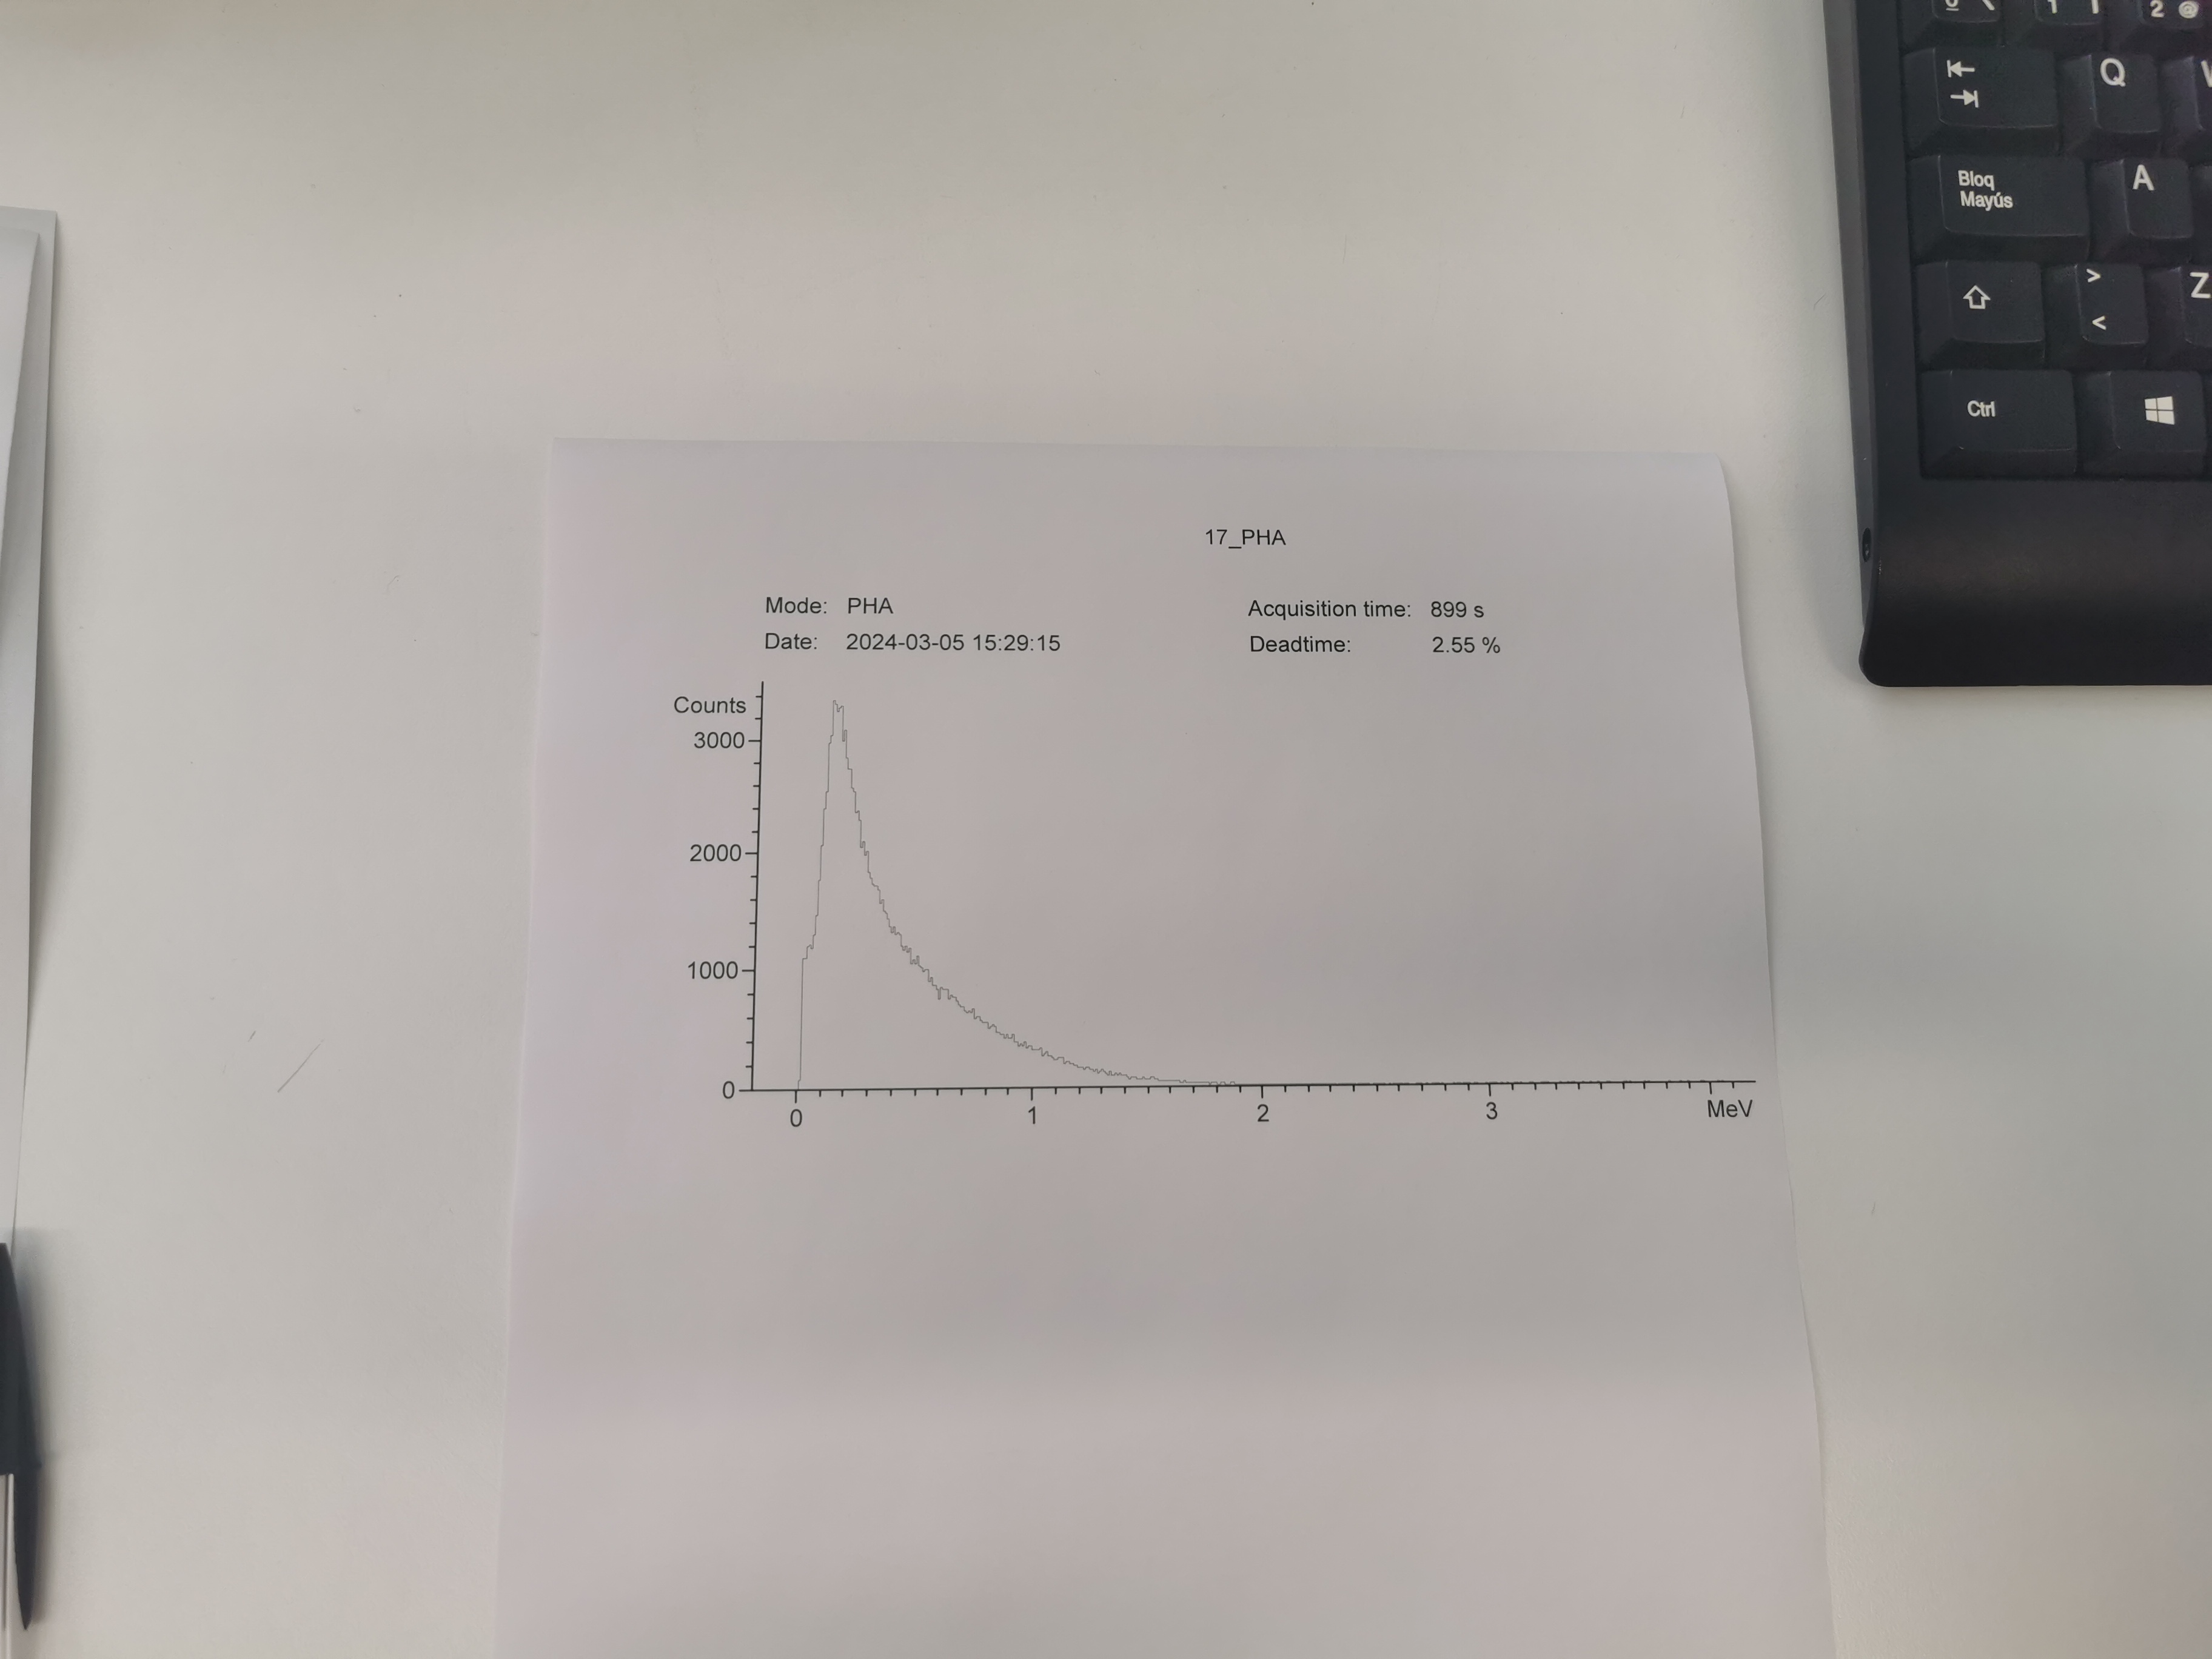 17_PHA
Mode: PHA
Acquisition time: 899 s
Date: 2024-03-05 15:29:15
Deadtime: 2.55 %
Counts
3000
2000
1000
0
0 1 2 3 MeV
1
2 @
Q
Bloq
Mayús
A
>
<
Z
Ctrl